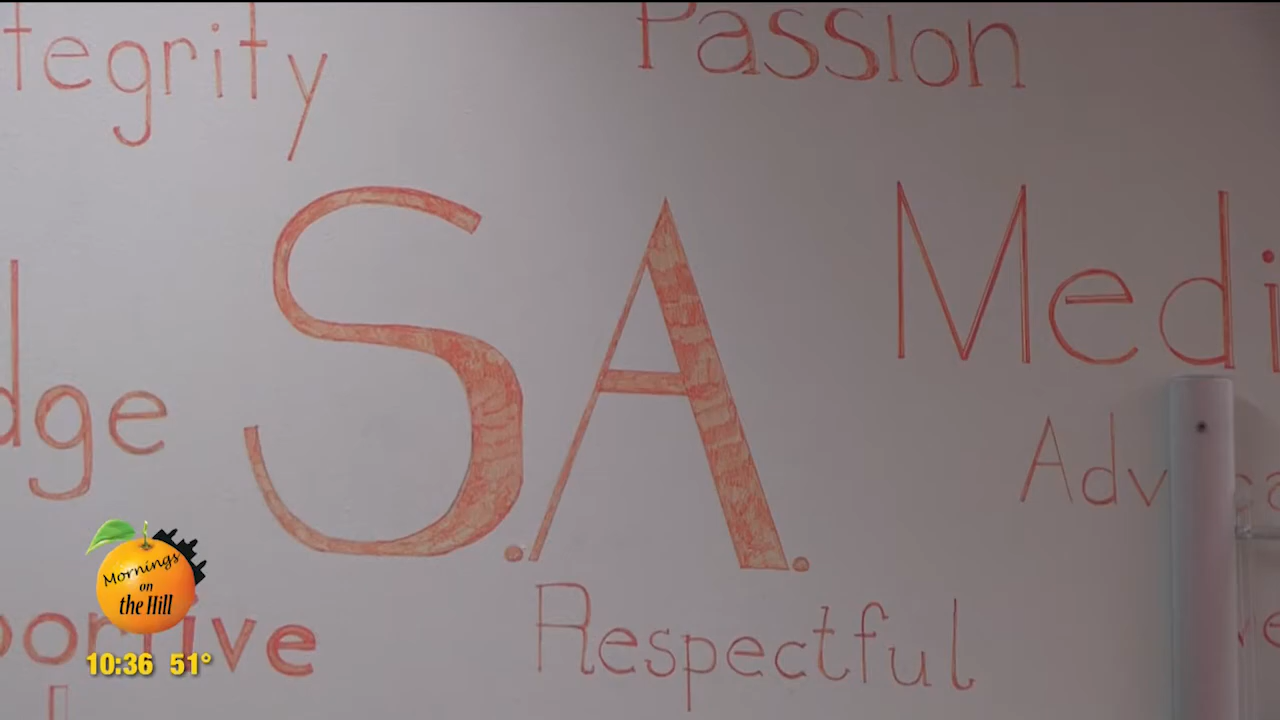 tegrity
Passion
S.A.
Medi
dge
Adv
Respectful
Mornings
on
the Hill
10:36 51°